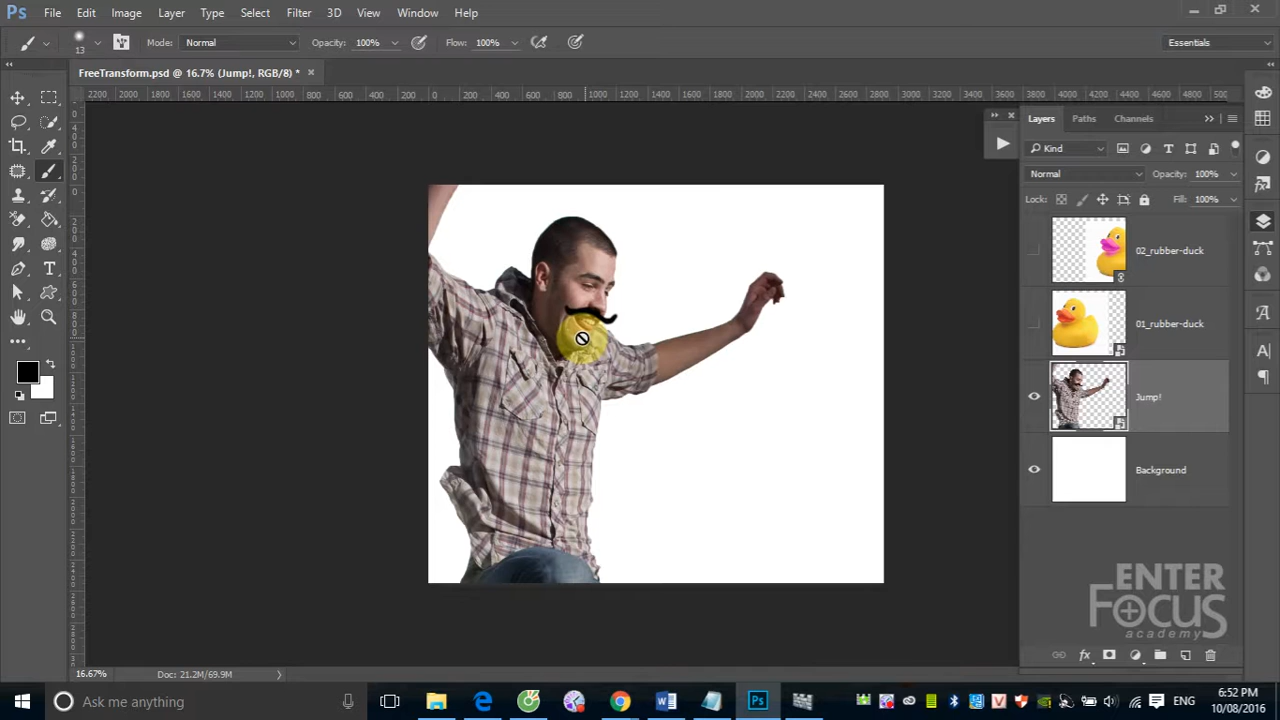 Ps File Edit Image Layer Type Select Filter 3D View Window Help
13 Mode: Normal Opacity: 100% Flow: 100% Essentials
FreeTransform.psd @ 16.7% (Jump!, RGB/8) *
2200 2000 1800 1600 1400 1200 1000 800 600 400 200 0 200 400 600 800 1000 1200 1400 1600 1800 2000 2200 2400 2600 2800 3000 3200 3400 3600 3800 4000 4200 4400 4600 4800
Layers Paths Channels
Kind
Normal Opacity: 100%
Lock: Fill: 100%
02_rubber-duck
01_rubber-duck
Jump!
Background
ENTER
FOCUS
academy
16.67% Doc: 21.2M/69.9M
Ask me anything
ENG
6:52 PM
10/08/2016